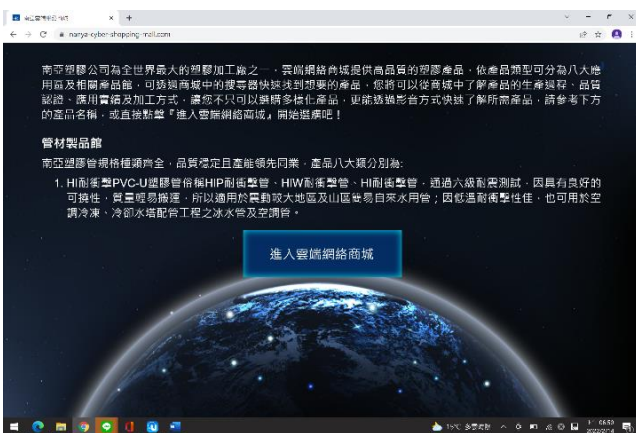 nanya-cyber-shopping-mall.com
南亞塑膠公司為全世界最大的塑膠加工廠之一，雲端網絡商城提供高品質的塑膠產品，依產品類型可分為八大應
用區及相關產品館，可透過商城中的搜尋器快速找到想要的產品，您將可以從商城中了解產品的生產過程、品質
認證、應用實績及加工方式，讓您不只可以選購多樣化產品，更能透過影音方式快速了解所需產品，請參考下方
的產品名稱，或直接點擊『進入雲端網絡商城』開始選購吧！
管材製品館
南亞塑膠管規格種類齊全，品質穩定且產能領先同業，產品八大類分別為:
1. HI耐衝擊PVC-U塑膠管俗稱HIP耐衝擊管、HIW耐衝擊管、HI耐衝擊管，通過六級耐震測試，因具有良好的
可撓性，質量輕易搬運，所以適用於震動較大地區及山區簡易自來水用管；因低溫耐衝擊性佳，也可用於空
調冷凍、冷卻水塔配管工程之冰水管及空調管。
進入雲端網絡商城
15°C